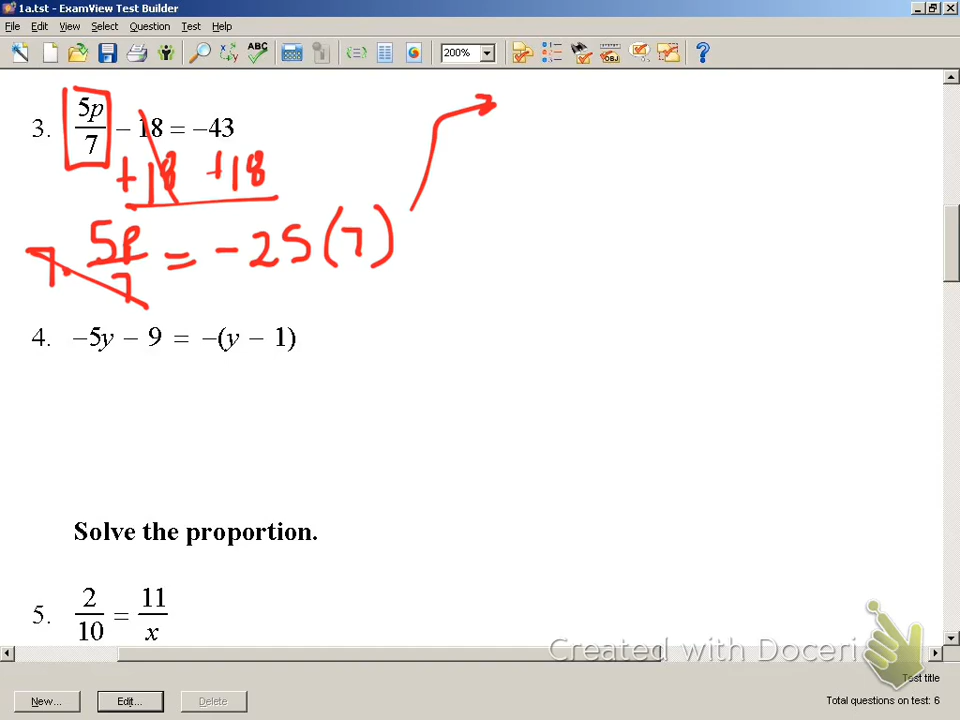 1a.tst - ExamView Test Builder
File Edit View Select Question Test Help
ABC 200% OBJ ?
3. 5p/7 − 18 = −43
+18 +18
7 · 5p/7 = −25 (7)
4. −5y − 9 = −(y − 1)
Solve the proportion.
5. 2/10 = 11/x
Created with Doceri
Test title
New... Edit... Delete Total questions on test: 6